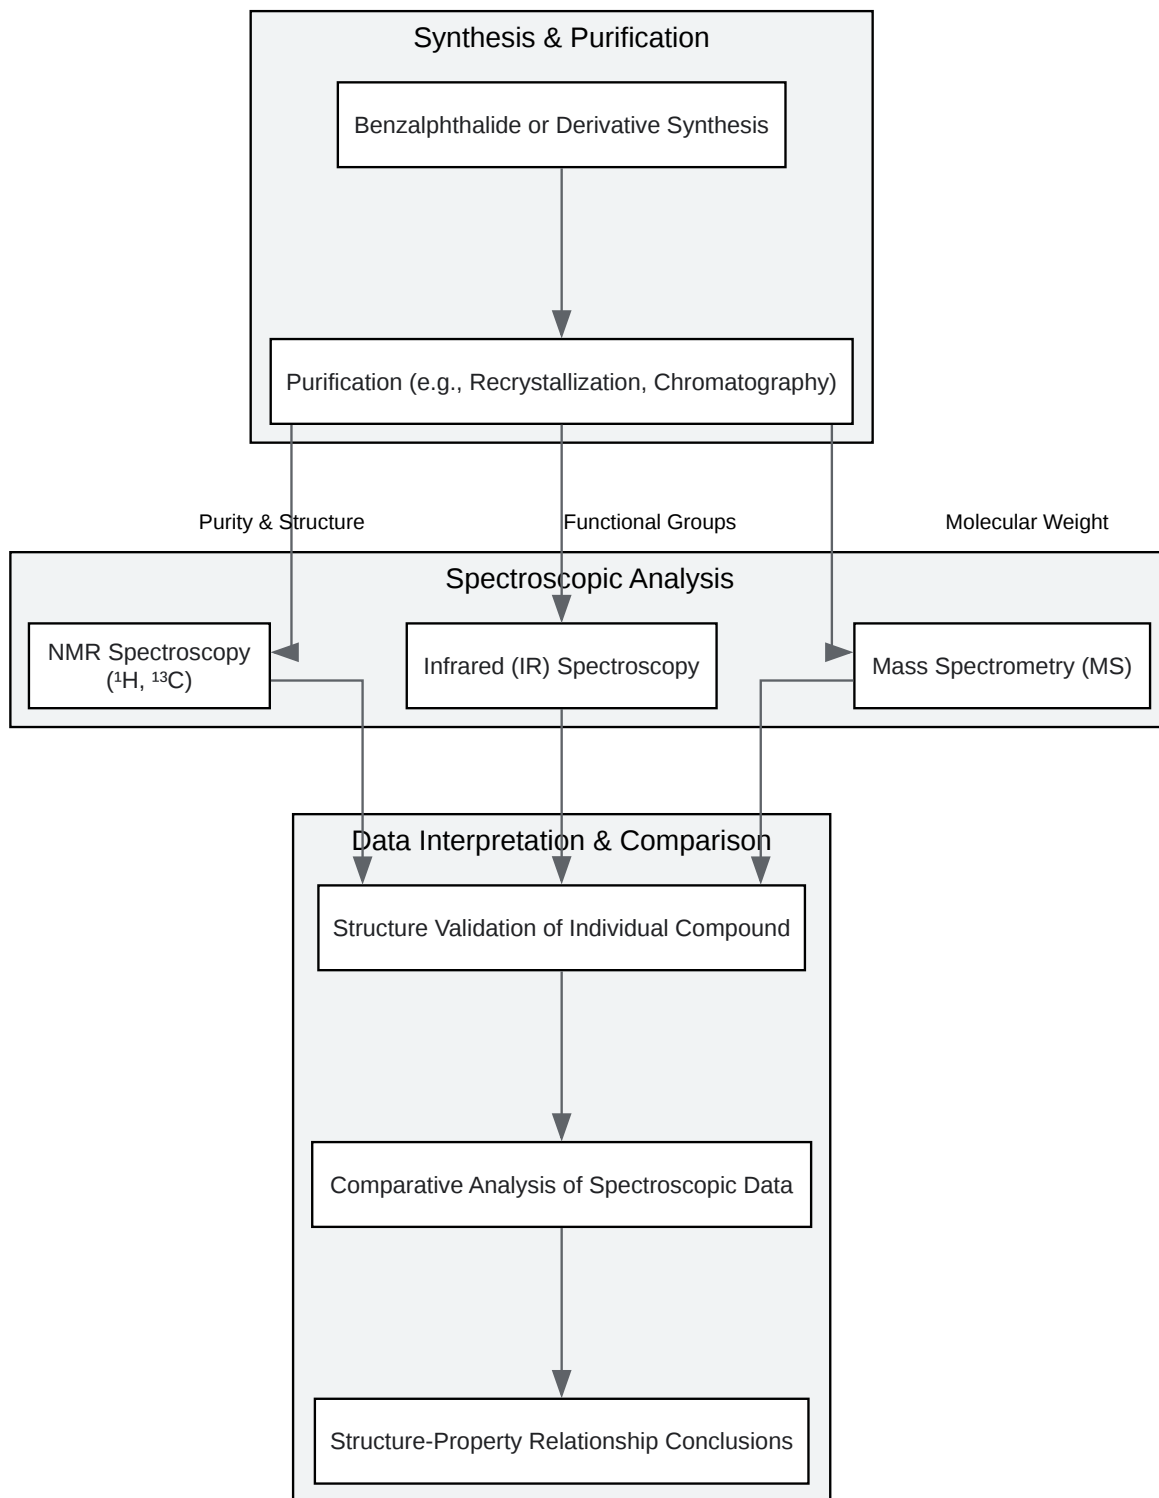 Synthesis & Purification
Benzalphthalide or Derivative Synthesis
Purification (e.g., Recrystallization, Chromatography)
Purity & Structure
Functional Groups
Molecular Weight
Spectroscopic Analysis
NMR Spectroscopy
(¹H, ¹³C)
Infrared (IR) Spectroscopy
Mass Spectrometry (MS)
Data Interpretation & Comparison
Structure Validation of Individual Compound
Comparative Analysis of Spectroscopic Data
Structure-Property Relationship Conclusions